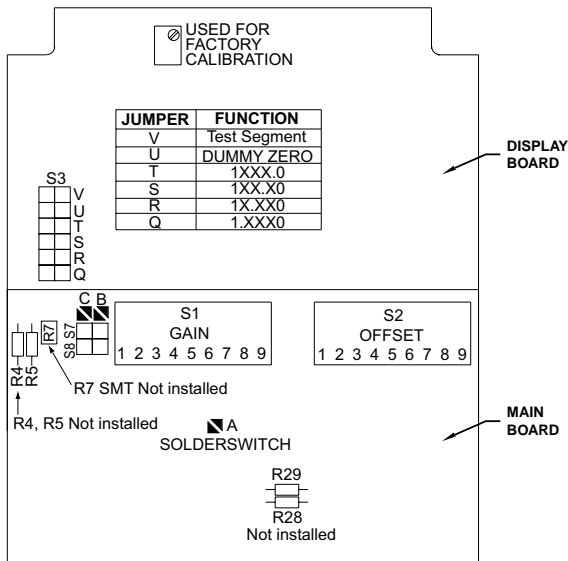 USED FOR
FACTORY
CALIBRATION
JUMPER FUNCTION
V Test Segment
U DUMMY ZERO
T 1XXX.0
S 1XX.X0
R 1X.XX0
Q 1.XXX0
DISPLAY
BOARD
S3
V
U
T
S
R
Q
C B
S7
S8
R7
R4
R5
S1
GAIN
1 2 3 4 5 6 7 8 9
S2
OFFSET
1 2 3 4 5 6 7 8 9
R7 SMT Not installed
R4, R5 Not installed
A
SOLDERSWITCH
MAIN
BOARD
R29
R28
Not installed